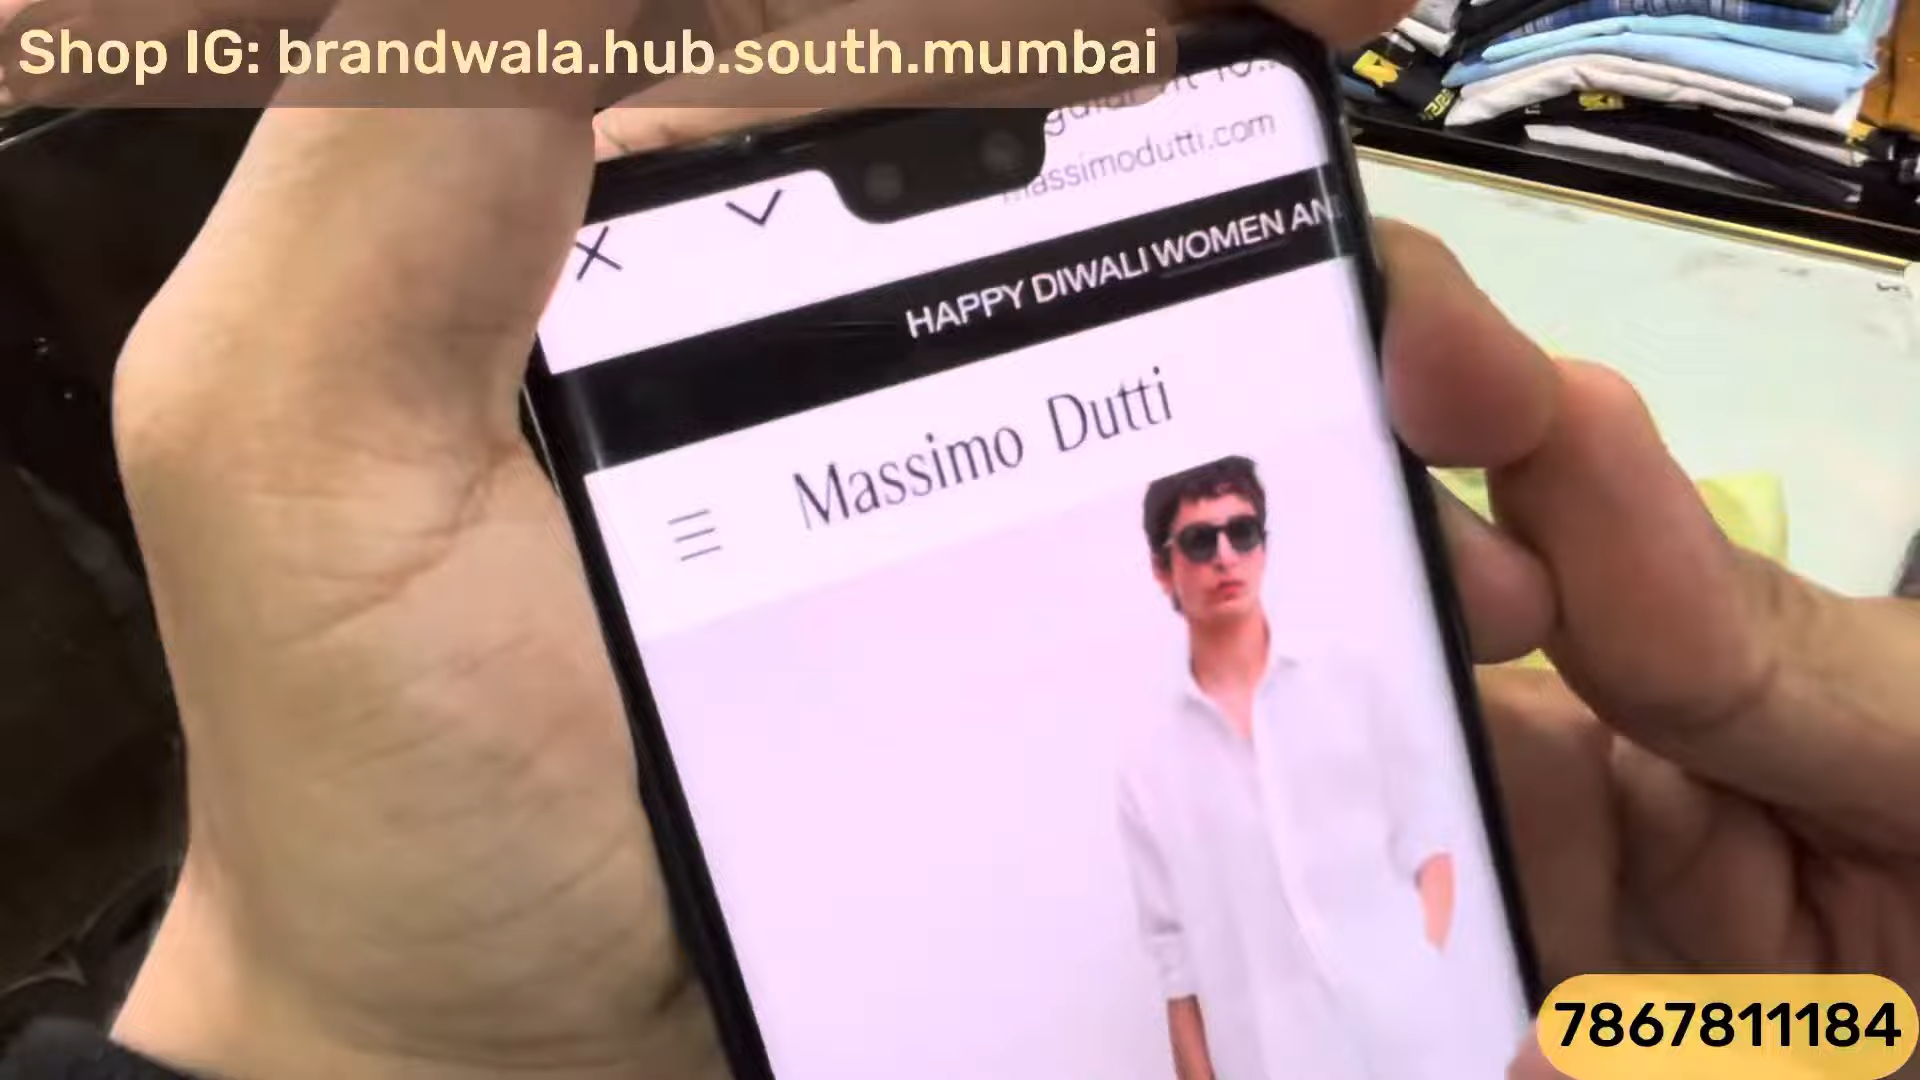 Shop IG: brandwala.hub.south.mumbai
massimodutti.com
HAPPY DIWALI WOMEN AN
Massimo Dutti
7867811184